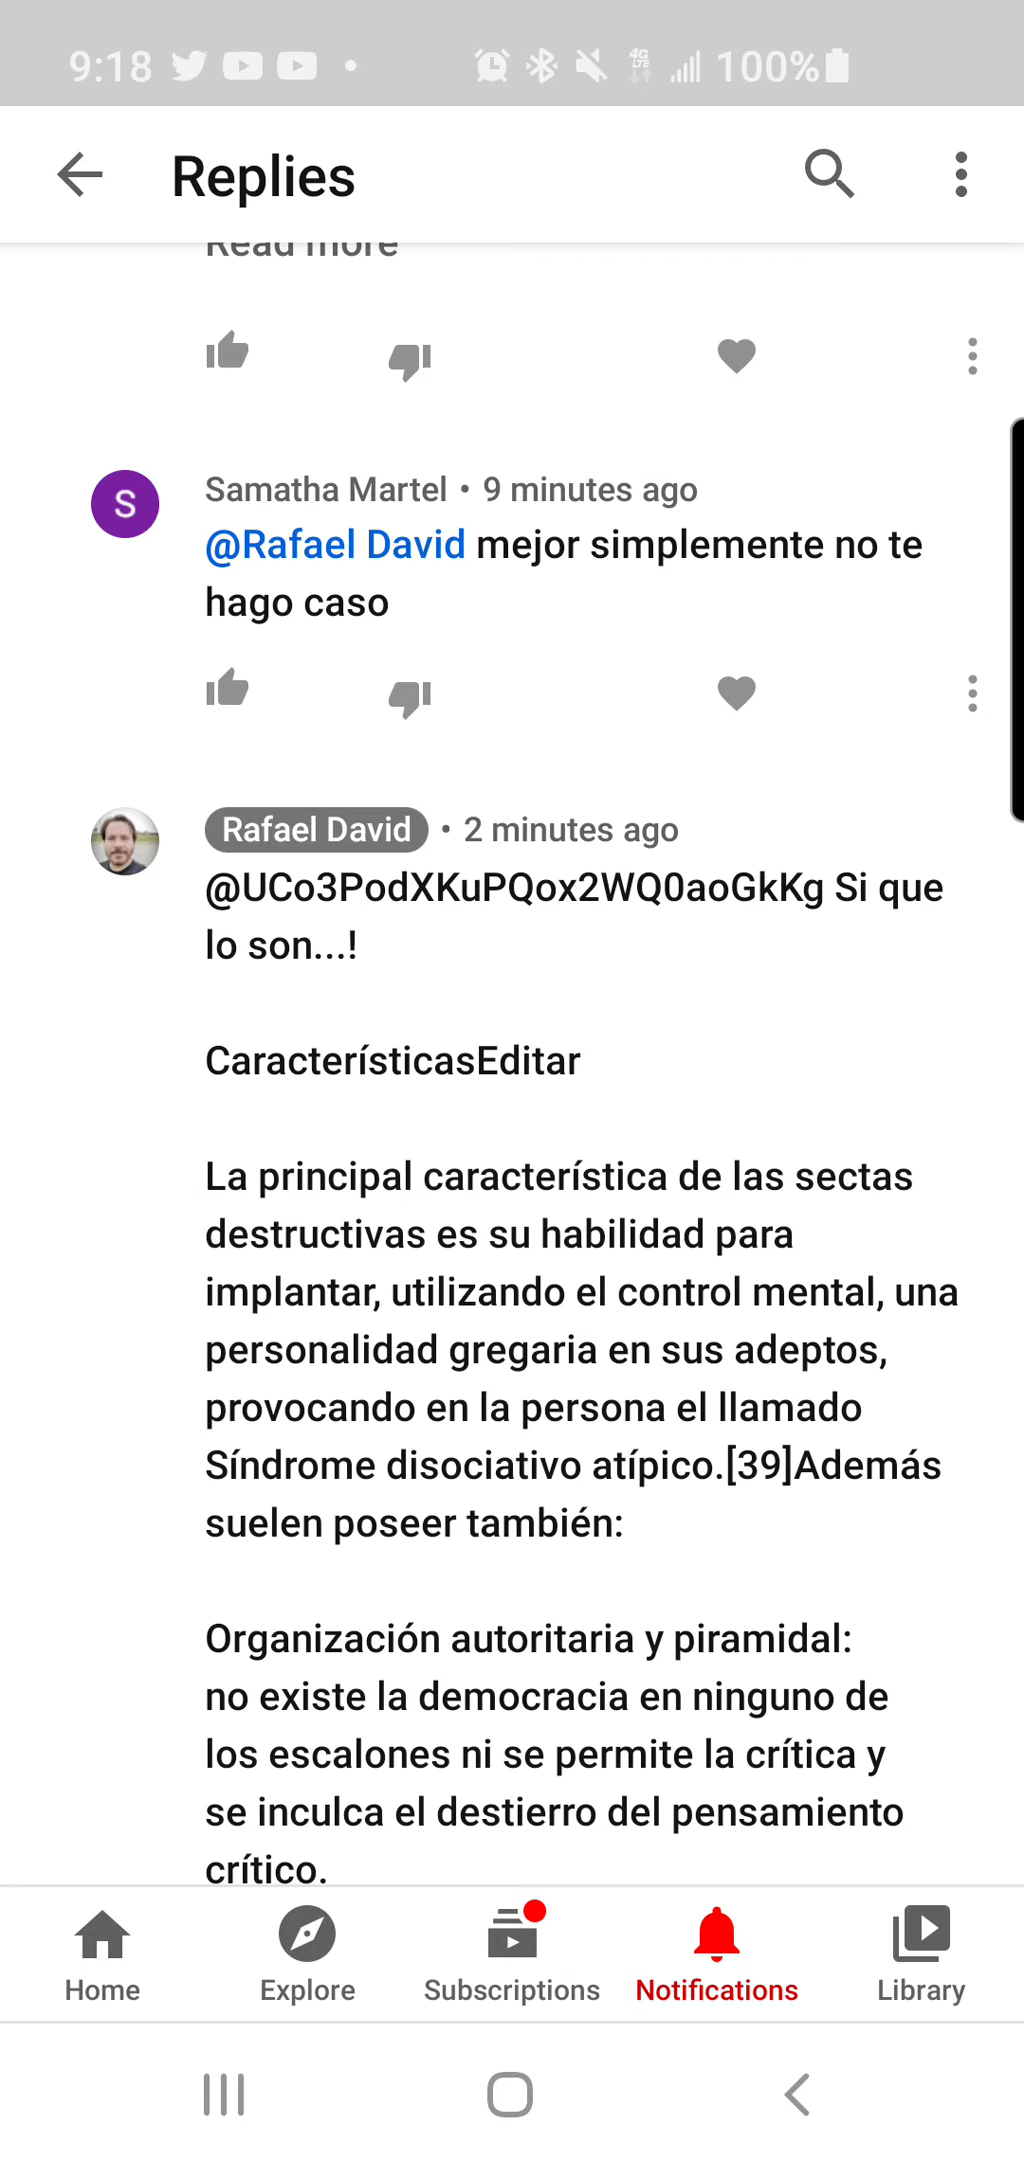 9:18 4G LTE 100%
Replies
Read more
S
Samatha Martel • 9 minutes ago
@Rafael David mejor simplemente no te
hago caso
Rafael David • 2 minutes ago
@UCo3PodXKuPQox2WQ0aoGkKg Si que
lo son...!
CaracterísticasEditar
La principal característica de las sectas
destructivas es su habilidad para
implantar, utilizando el control mental, una
personalidad gregaria en sus adeptos,
provocando en la persona el llamado
Síndrome disociativo atípico.[39]Además
suelen poseer también:
Organización autoritaria y piramidal:
no existe la democracia en ninguno de
los escalones ni se permite la crítica y
se inculca el destierro del pensamiento
crítico.
Home Explore Subscriptions Notifications Library